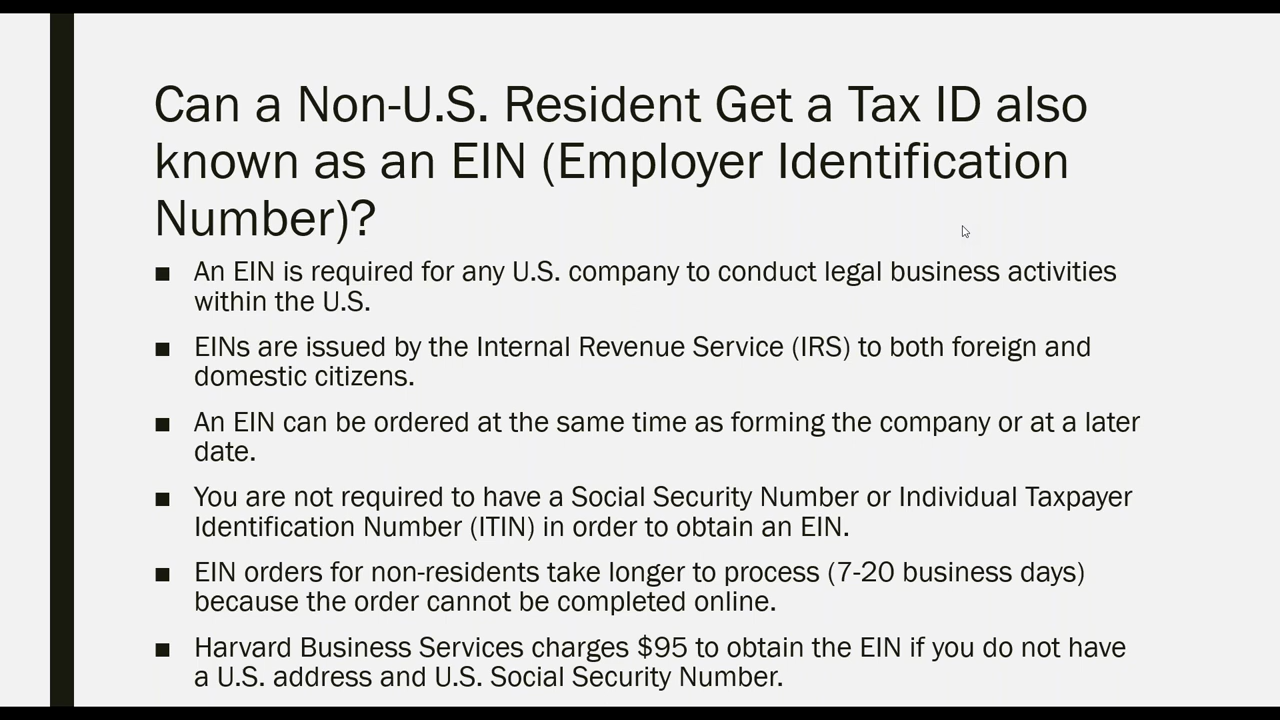 Can a Non-U.S. Resident Get a Tax ID also
known as an EIN (Employer Identification
Number)?
■ An EIN is required for any U.S. company to conduct legal business activities
within the U.S.
■ EINs are issued by the Internal Revenue Service (IRS) to both foreign and
domestic citizens.
■ An EIN can be ordered at the same time as forming the company or at a later
date.
■ You are not required to have a Social Security Number or Individual Taxpayer
Identification Number (ITIN) in order to obtain an EIN.
■ EIN orders for non-residents take longer to process (7-20 business days)
because the order cannot be completed online.
■ Harvard Business Services charges $95 to obtain the EIN if you do not have
a U.S. address and U.S. Social Security Number.